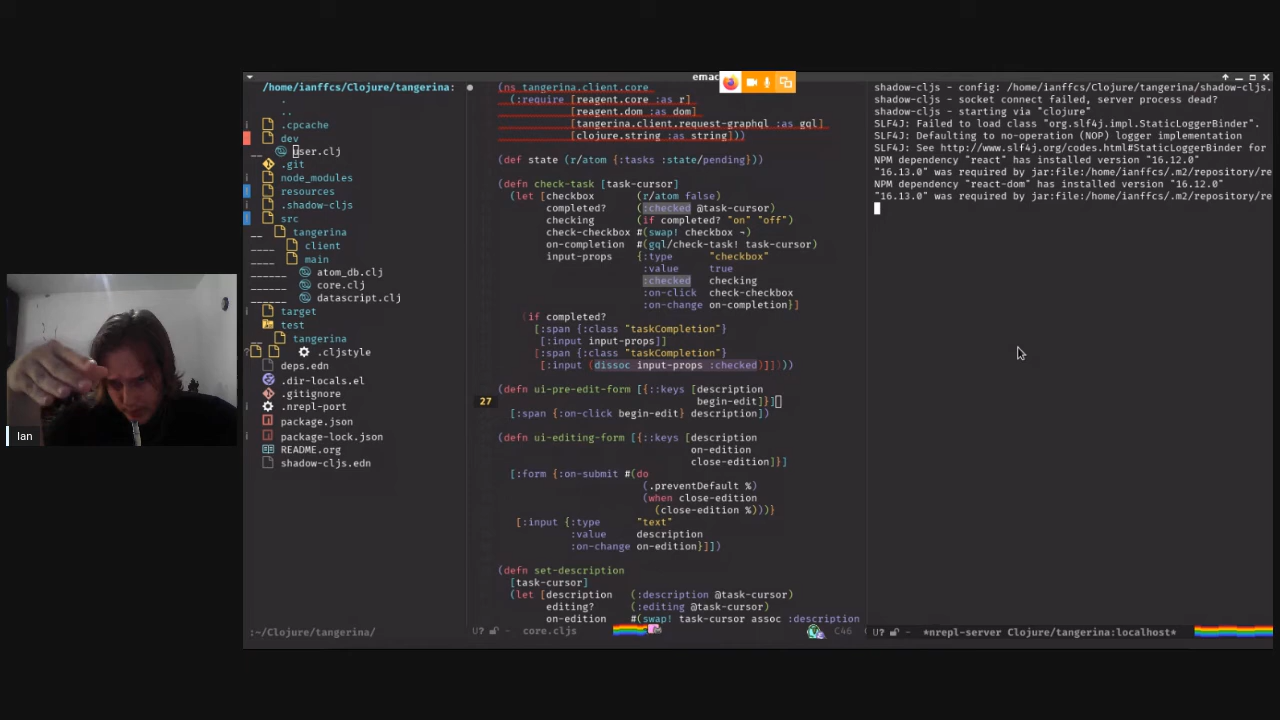 emac
/home/ianffcs/Clojure/tangerina:
.
..
.cpcache
dev
user.clj
.git
node_modules
resources
.shadow-cljs
src
tangerina
client
main
atom_db.clj
core.clj
datascript.clj
target
test
tangerina
.cljstyle
deps.edn
.dir-locals.el
.gitignore
.nrepl-port
package.json
package-lock.json
README.org
shadow-cljs.edn
:~/Clojure/tangerina/
(ns tangerina.client.core
(:require [reagent.core :as r]
[reagent.dom :as dom]
[tangerina.client.request-graphql :as gql]
[clojure.string :as string]))
(def state (r/atom {:tasks :state/pending}))
(defn check-task [task-cursor]
(let [checkbox (r/atom false)
completed? (:checked @task-cursor)
checking (if completed? "on" "off")
check-checkbox #(swap! checkbox ¬)
on-completion #(gql/check-task! task-cursor)
input-props {:type "checkbox"
:value true
:checked checking
:on-click check-checkbox
:on-change on-completion}]
(if completed?
[:span {:class "taskCompletion"}
[:input input-props]]
[:span {:class "taskCompletion"}
[:input (dissoc input-props :checked)]])))
(defn ui-pre-edit-form [{::keys [description
27 begin-edit]}]
[:span {:on-click begin-edit} description])
(defn ui-editing-form [{::keys [description
on-edition
close-edition]}]
[:form {:on-submit #(do
(.preventDefault %)
(when close-edition
(close-edition %)))}
[:input {:type "text"
:value description
:on-change on-edition}]])
(defn set-description
[task-cursor]
(let [description (:description @task-cursor)
editing? (:editing @task-cursor)
on-edition #(swap! task-cursor assoc :description
U? core.cljs C46
shadow-cljs - config: /home/ianffcs/Clojure/tangerina/shadow-cljs.
shadow-cljs - socket connect failed, server process dead?
shadow-cljs - starting via "clojure"
SLF4J: Failed to load class "org.slf4j.impl.StaticLoggerBinder".
SLF4J: Defaulting to no-operation (NOP) logger implementation
SLF4J: See http://www.slf4j.org/codes.html#StaticLoggerBinder for
NPM dependency "react" has installed version "16.12.0"
"16.13.0" was required by jar:file:/home/ianffcs/.m2/repository/re
NPM dependency "react-dom" has installed version "16.12.0"
"16.13.0" was required by jar:file:/home/ianffcs/.m2/repository/re
U? - *nrepl-server Clojure/tangerina:localhost*
Ian